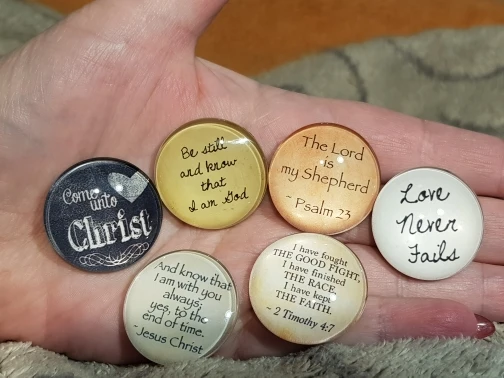 Come
unto
Christ
Be still
and know
that
I am God
The Lord
is
my Shepherd
- Psalm 23
Love
Never
Fails
And know that
I am with you
always;
yes, to the
end of time.
-Jesus Christ
I have fought
THE GOOD FIGHT,
I have finished
THE RACE,
I have kept
THE FAITH.
- 2 Timothy 4:7